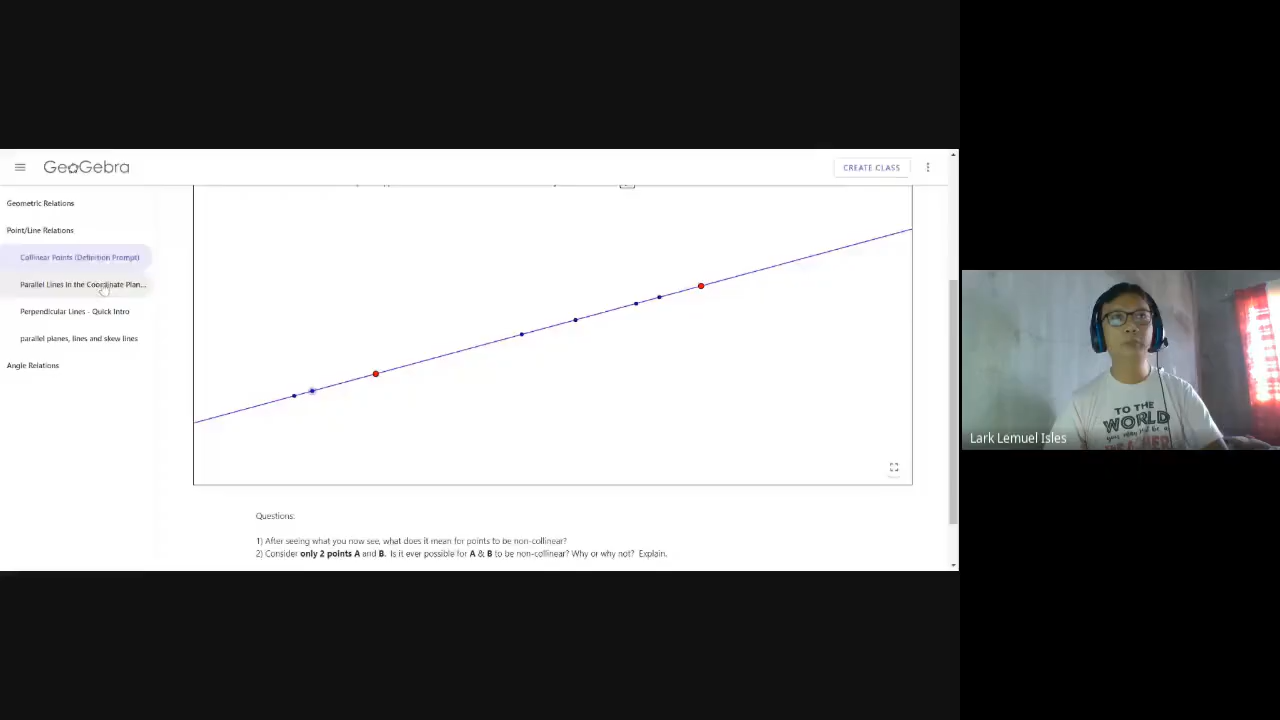 GeoGebra
CREATE CLASS
Geometric Relations
Point/Line Relations
Collinear Points (Definition Prompt)
Parallel Lines in the Coordinate Plan...
Perpendicular Lines - Quick Intro
parallel planes, lines and skew lines
Angle Relations
Questions:
1) After seeing what you now see, what does it mean for points to be non-collinear?
2) Consider only 2 points A and B. Is it ever possible for A & B to be non-collinear? Why or why not? Explain.
TO THE
WORLD
Lark Lemuel Isles